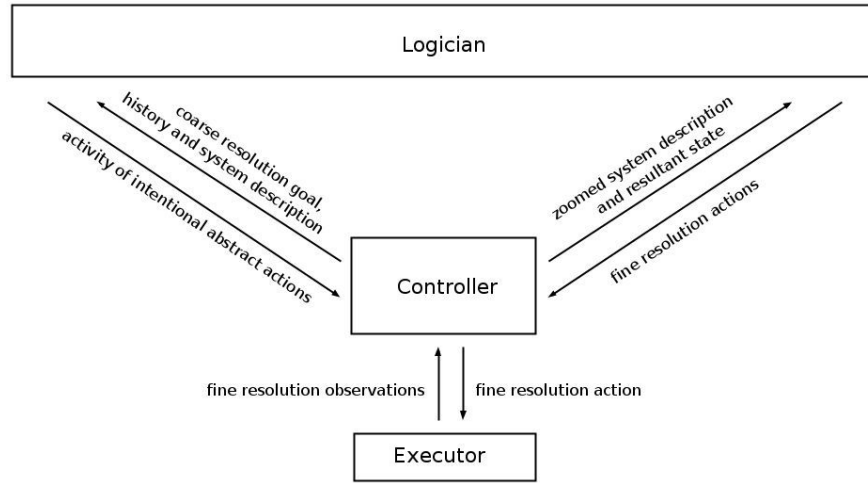 Logician
coarse resolution goal,
history and system description
activity of intentional abstract actions
zoomed system description
and resultant state
fine resolution actions
Controller
fine resolution observations
fine resolution action
Executor